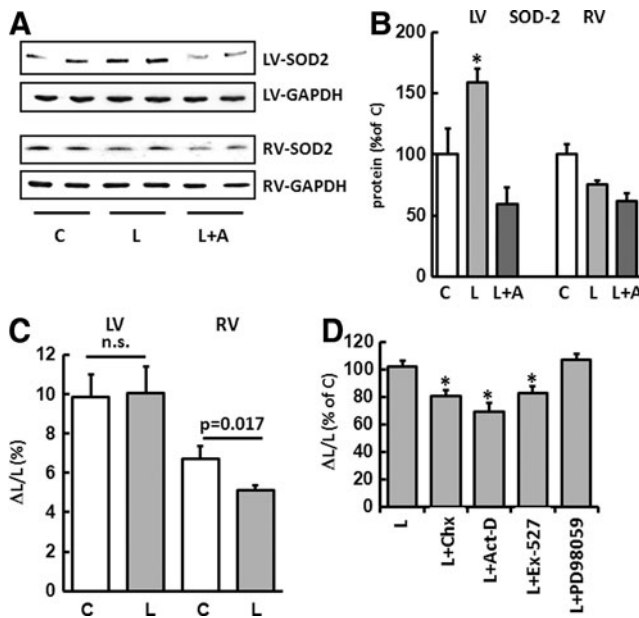 A
LV-SOD2
LV-GAPDH
RV-SOD2
RV-GAPDH
C L L+A
B
LV SOD-2 RV
protein (%of C)
200
150
100
50
0
*
C L L+A C L L+A
C
LV RV
n.s.
p=0.017
ΔL/L (%)
12
10
8
6
4
2
0
C L C L
D
ΔL/L (% of C)
120
100
80
60
40
20
0
* * *
L
L+Chx
L+Act-D
L+Ex-527
L+PD98059